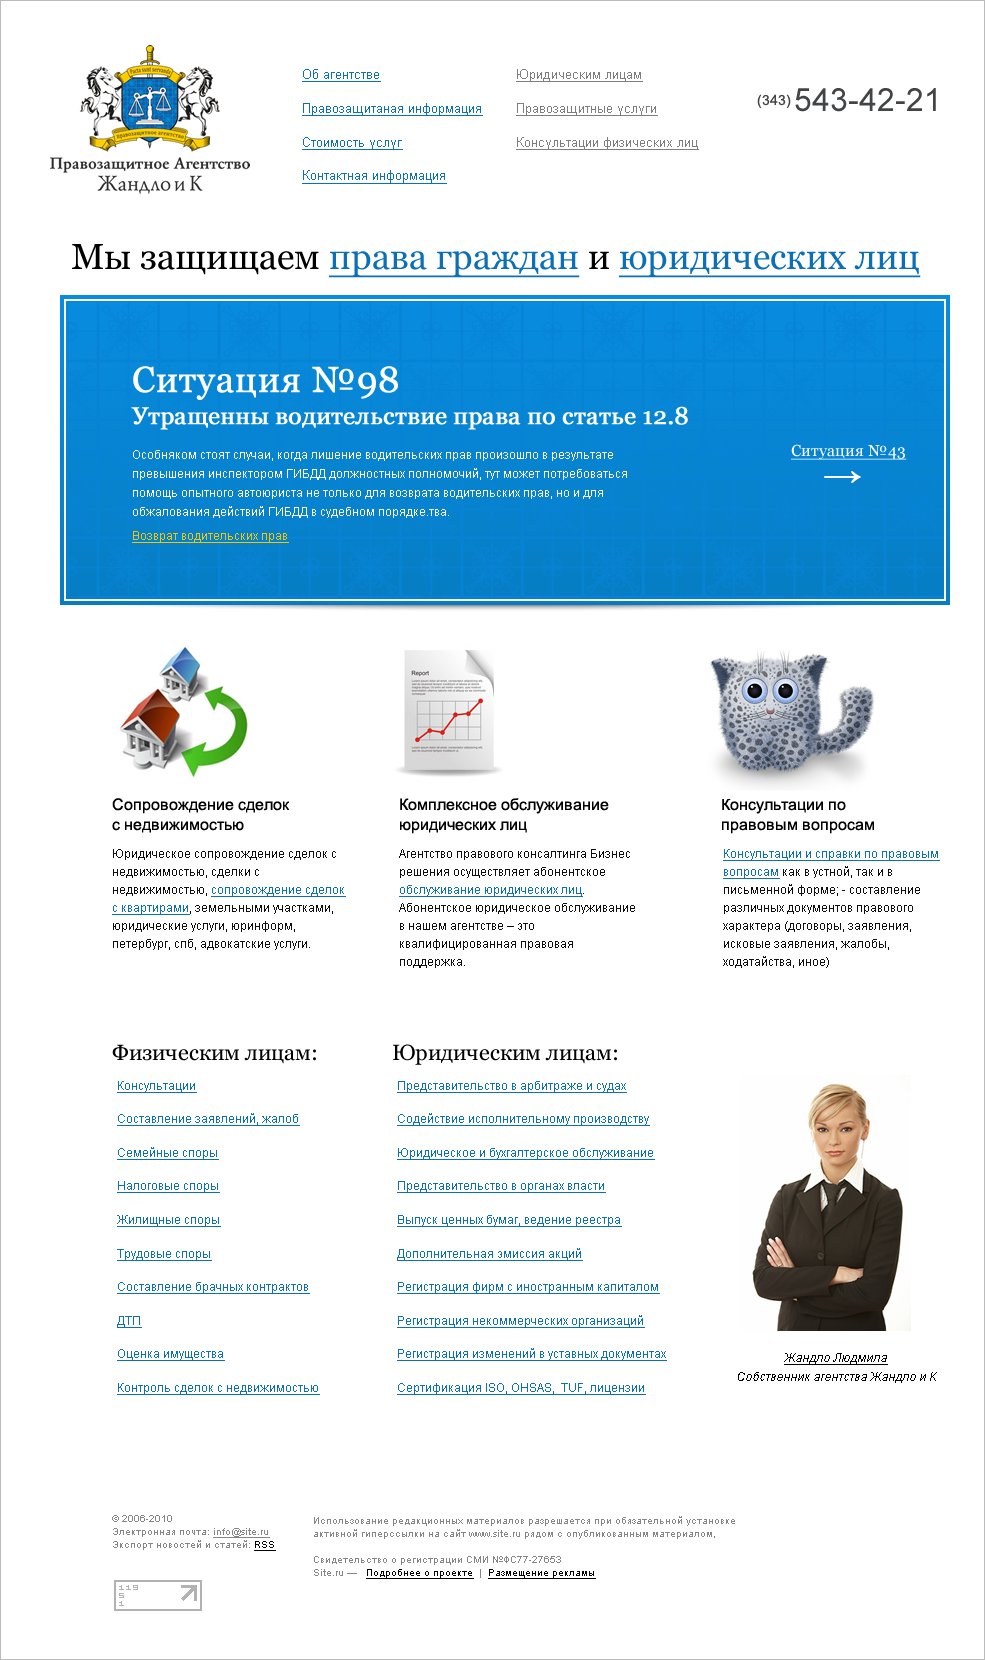 Pacta sunt servanda
правозащитное агентство
Правозащитное Агентство
Жандло и К
Об агентстве
Правозащитаная информация
Стоимость услуг
Контактная информация
Юридическим лицам
Правозащитные услуги
Консультации физических лиц
(343) 543-42-21
Мы защищаем права граждан и юридических лиц
Ситуация №98
Утращенны водительствие права по статье 12.8
Особняком стоят случаи, когда лишение водительских прав произошло в результате
превышения инспектором ГИБДД должностных полномочий, тут может потребоваться
помощь опытного автоюриста не только для возврата водительских прав, но и для
обжалования действий ГИБДД в судебном порядке.тва.
Возврат водительских прав
Ситуация №43
Report
Сопровождение сделок
с недвижимостью
Юридическое сопровождение сделок с
недвижимостью, сделки с
недвижимостью, сопровождение сделок
с квартирами, земельными участками,
юридические услуги, юринформ,
петербург, спб, адвокатские услуги.
Комплексное обслуживание
юридических лиц
Агентство правового консалтинга Бизнес
решения осуществляет абонентское
обслуживание юридических лиц.
Абонентское юридическое обслуживание
в нашем агентстве – это
квалифицированная правовая
поддержка.
Консультации по
правовым вопросам
Консультации и справки по правовым
вопросам как в устной, так и в
письменной форме; - составление
различных документов правового
характера (договоры, заявления,
исковые заявления, жалобы,
ходатайства, иное)
Физическим лицам:
Консультации
Составление заявлений, жалоб
Семейные споры
Налоговые споры
Жилищные споры
Трудовые споры
Составление брачных контрактов
ДТП
Оценка имущества
Контроль сделок с недвижимостью
Юридическим лицам:
Представительство в арбитраже и судах
Содействие исполнительному производству
Юридическое и бухгалтерское обслуживание
Представительство в органах власти
Выпуск ценных бумаг, ведение реестра
Дополнительная эмиссия акций
Регистрация фирм с иностранным капиталом
Регистрация некоммерческих организаций
Регистрация изменений в уставных документах
Сертификация ISO, OHSAS, TUF, лицензии
Жандло Людмила
Собственник агентства Жандло и К
© 2006-2010
Электронная почта: info@site.ru
Экспорт новостей и статей: RSS
119
5
1
Использование редакционных материалов разрешается при обязательной установке
активной гиперссылки на сайт www.site.ru рядом с опубликованным материалом,
Свидетельство о регистрации СМИ №ФС77-27653
Site.ru — Подробнее о проекте | Размещение рекламы